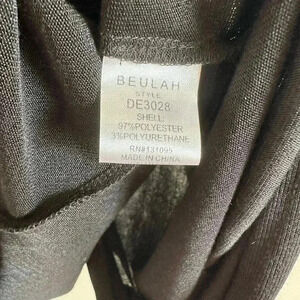 BEULAH
STYLE:
DE3028
SHELL:
97%POLYESTER
3%POLYURETHANE
RN#131095
MADE IN CHINA